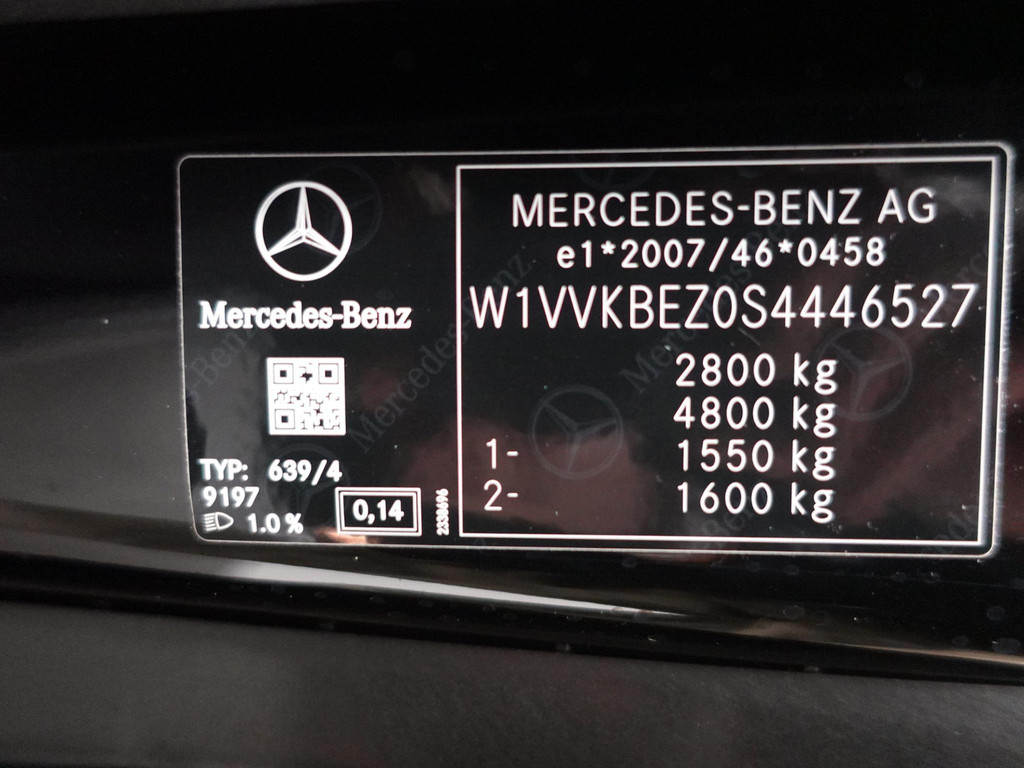 Mercedes-Benz
TYP: 639/4
9197
1.0%
0,14
2338696
MERCEDES-BENZ AG
e1*2007/46*0458
W1VVKBEZ0S4446527
2800 kg
4800 kg
1- 1550 kg
2- 1600 kg